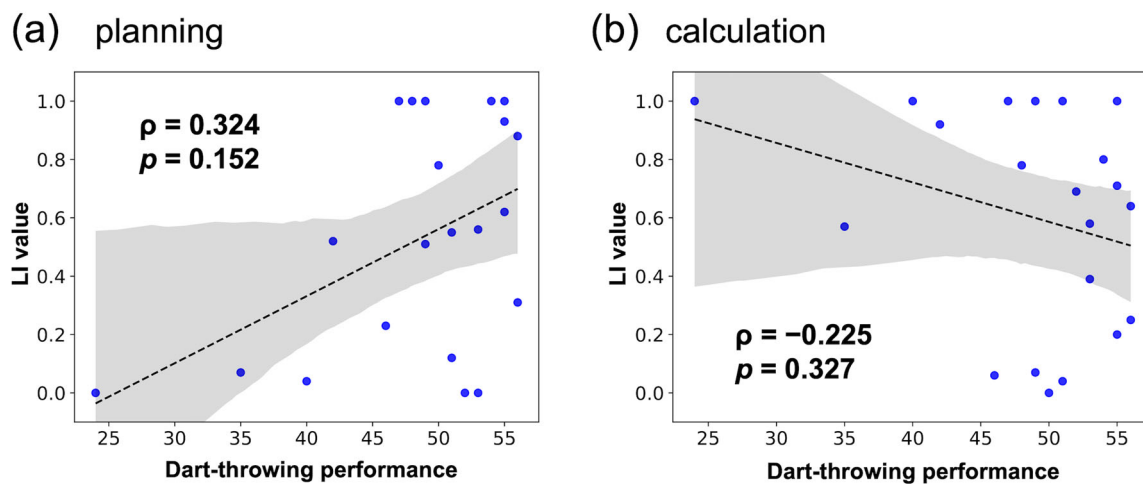 (a) planning
(b) calculation
ρ = 0.324
p = 0.152
LI value
1.0
0.8
0.6
0.4
0.2
0.0
25 30 35 40 45 50 55
Dart-throwing performance
ρ = −0.225
p = 0.327
LI value
1.0
0.8
0.6
0.4
0.2
0.0
25 30 35 40 45 50 55
Dart-throwing performance